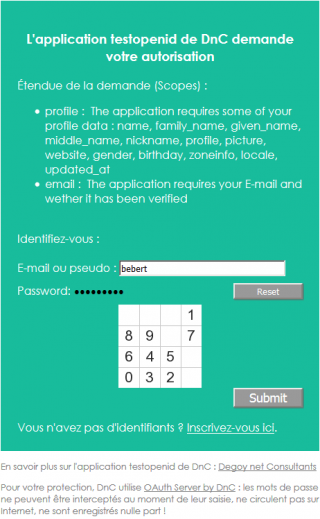 L'application testopenid de DnC demande
votre autorisation
Étendue de la demande (Scopes) :
profile :  The application requires some of your
profile data : name, family_name, given_name,
middle_name, nickname, profile, picture,
website, gender, birthday, zoneinfo, locale,
updated_at
email :  The application requires your E-mail and
wether it has been verified
Identifiez-vous :
E-mail ou pseudo : bebert
Password: ●●●●●●●●● Reset
1
8 9 7
6 4 5
0 3 2
Submit
Vous n'avez pas d'identifiants ? Inscrivez-vous ici.
En savoir plus sur l'application testopenid de DnC : Degoy net Consultants
Pour votre protection, DnC utilise OAuth Server by DnC : les mots de passe
ne peuvent être interceptés au moment de leur saisie, ne circulent pas sur
Internet, ne sont enregistrés nulle part !